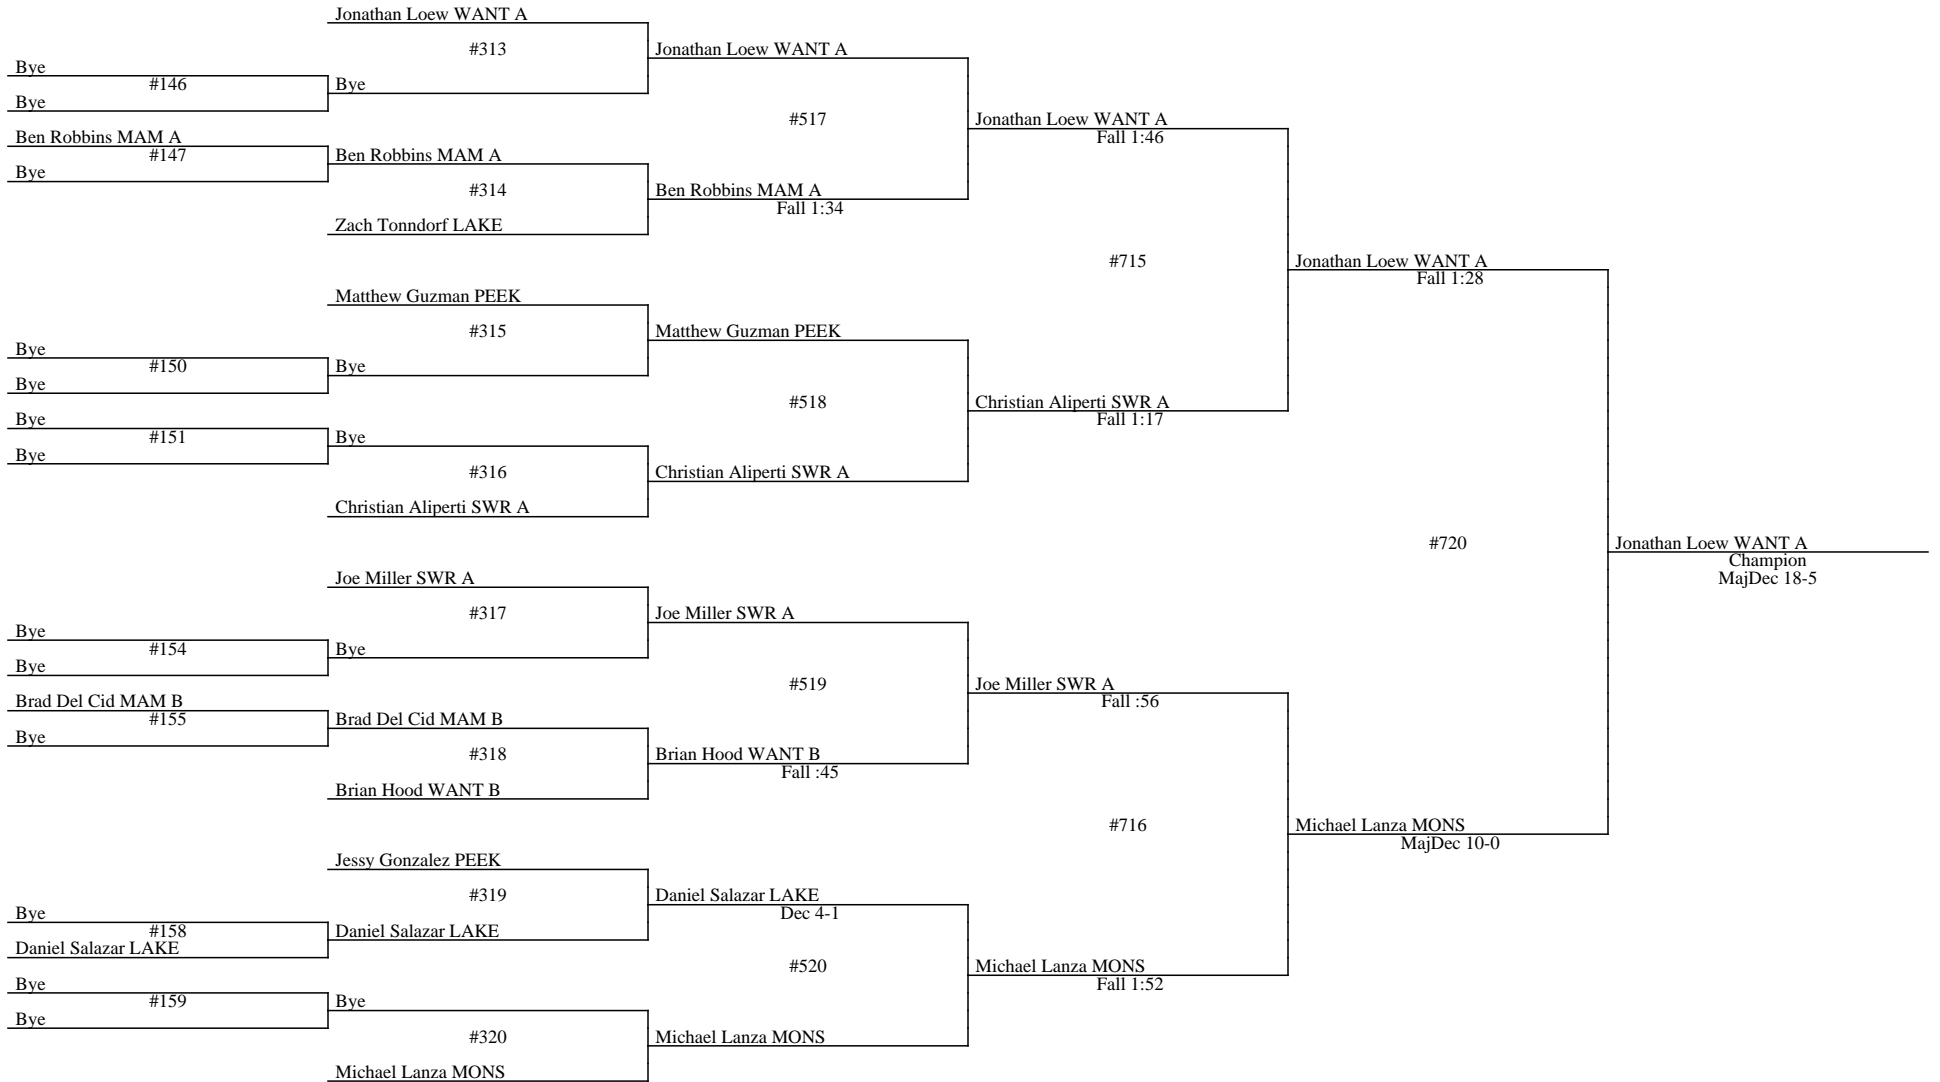 Jonathan Loew WANT A
#313
Jonathan Loew WANT A
Bye
#146
Bye
Bye
#517
Jonathan Loew WANT A
Fall 1:46
Ben Robbins MAM A
#147
Ben Robbins MAM A
Bye
#314
Ben Robbins MAM A
Fall 1:34
Zach Tonndorf LAKE
#715
Jonathan Loew WANT A
Fall 1:28
Matthew Guzman PEEK
#315
Matthew Guzman PEEK
Bye
#150
Bye
Bye
#518
Christian Aliperti SWR A
Fall 1:17
Bye
#151
Bye
Bye
#316
Christian Aliperti SWR A
Christian Aliperti SWR A
#720
Jonathan Loew WANT A
Champion
MajDec 18-5
Joe Miller SWR A
#317
Joe Miller SWR A
Bye
#154
Bye
Bye
#519
Joe Miller SWR A
Fall :56
Brad Del Cid MAM B
#155
Brad Del Cid MAM B
Bye
#318
Brian Hood WANT B
Fall :45
Brian Hood WANT B
#716
Michael Lanza MONS
MajDec 10-0
Jessy Gonzalez PEEK
#319
Daniel Salazar LAKE
Dec 4-1
Bye
#158
Daniel Salazar LAKE
Daniel Salazar LAKE
#520
Michael Lanza MONS
Fall 1:52
Bye
#159
Bye
Bye
#320
Michael Lanza MONS
Michael Lanza MONS